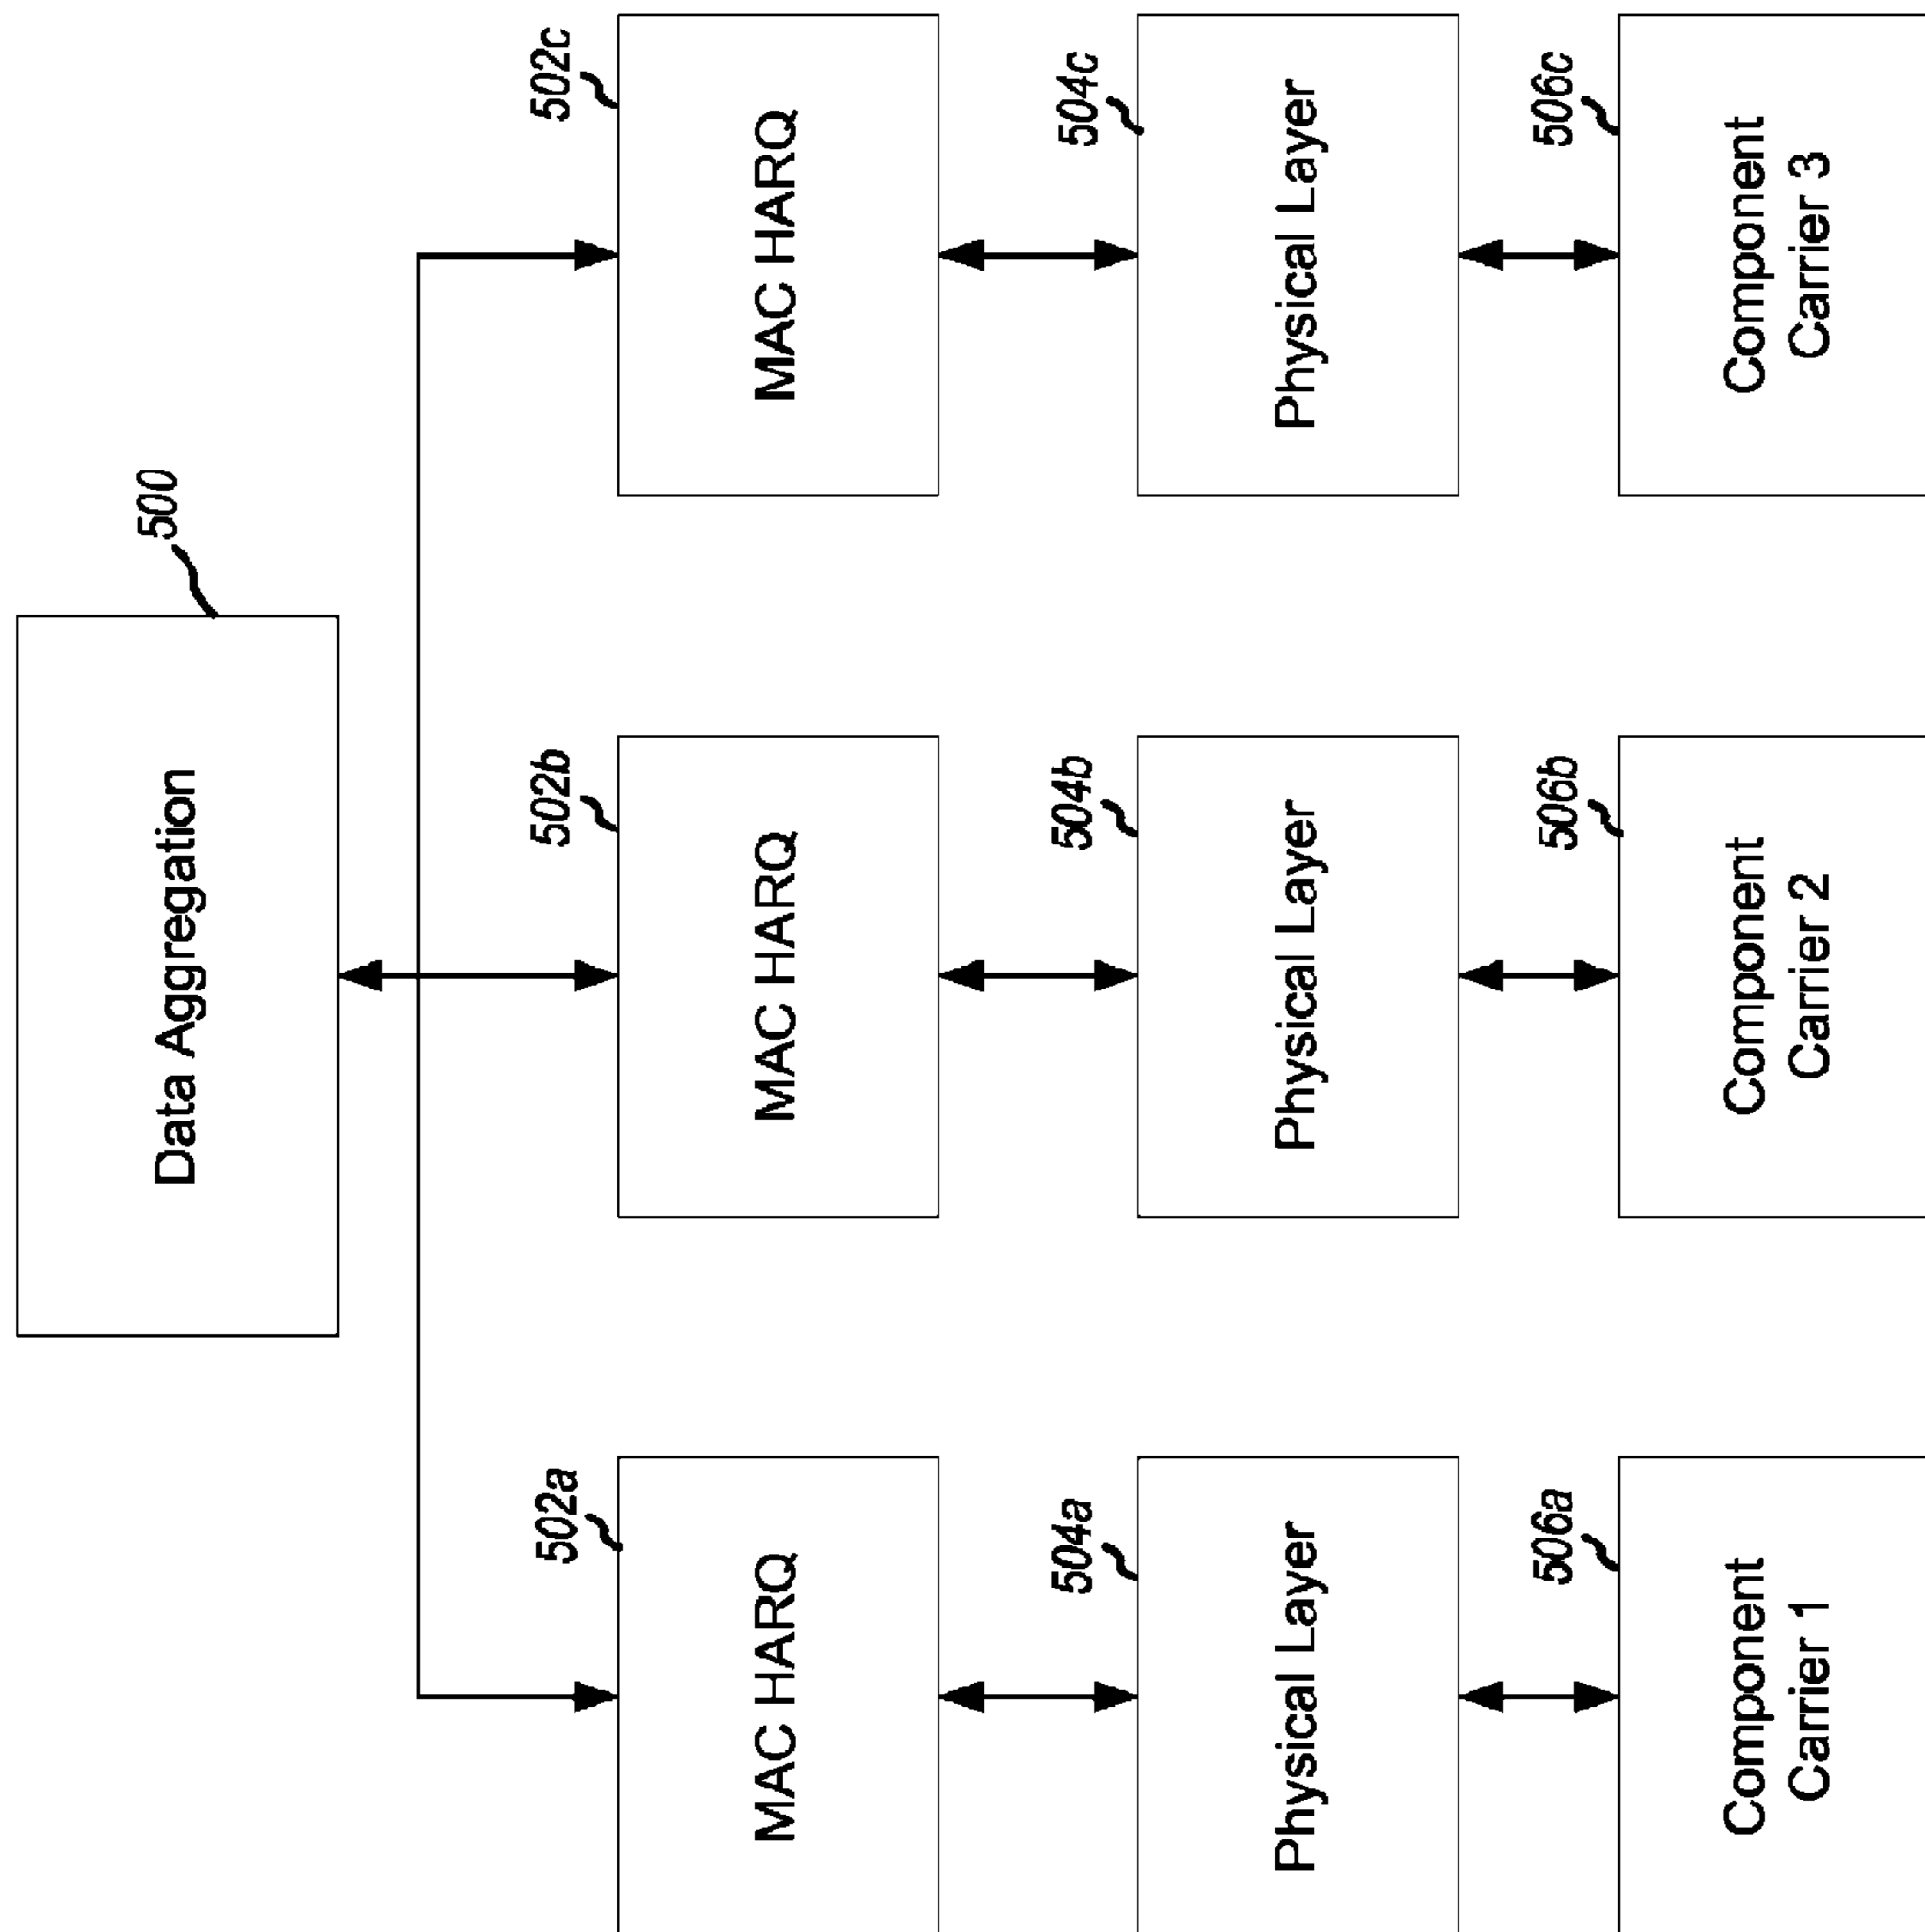 500
Data Aggregation
502a
MAC HARQ
502b
MAC HARQ
502c
MAC HARQ
504a
Physical Layer
504b
Physical Layer
504c
Physical Layer
506a
Component
Carrier 1
506b
Component
Carrier 2
506c
Component
Carrier 3